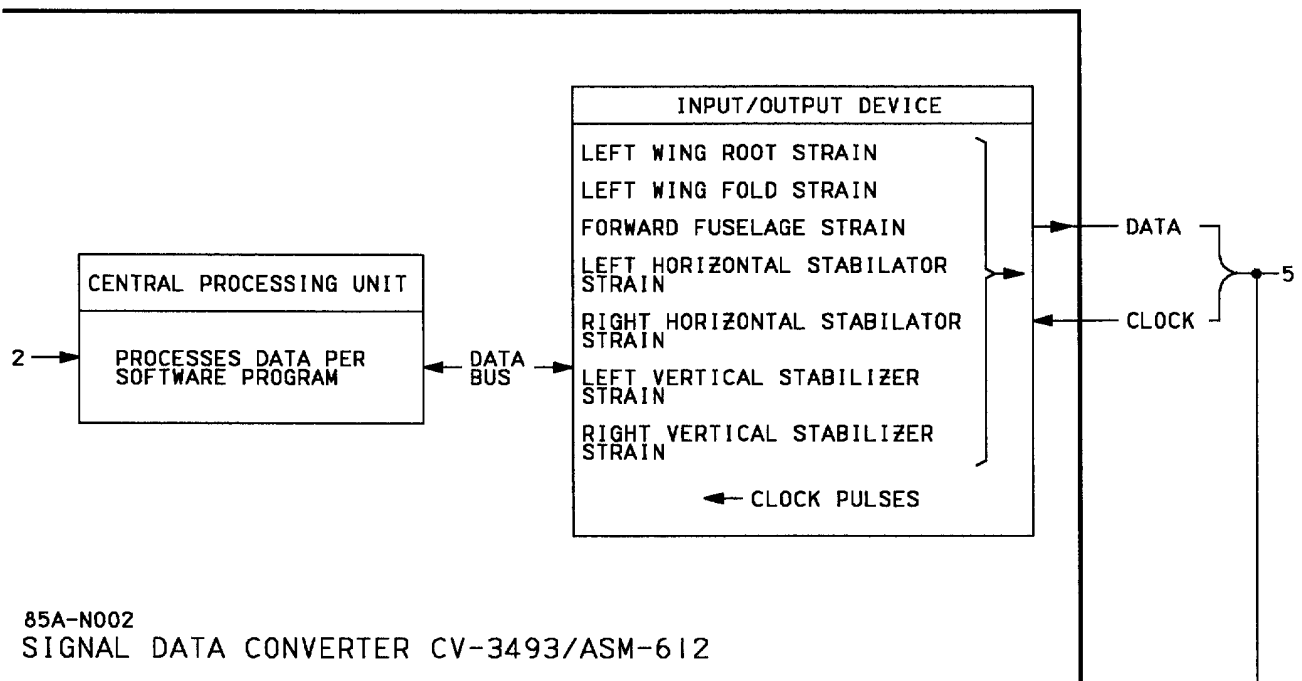 INPUT/OUTPUT DEVICE
LEFT WING ROOT STRAIN
LEFT WING FOLD STRAIN
FORWARD FUSELAGE STRAIN
LEFT HORIZONTAL STABILATOR
STRAIN
RIGHT HORIZONTAL STABILATOR
STRAIN
LEFT VERTICAL STABILIZER
STRAIN
RIGHT VERTICAL STABILIZER
STRAIN
CLOCK PULSES
DATA
CLOCK
5
CENTRAL PROCESSING UNIT
PROCESSES DATA PER
SOFTWARE PROGRAM
2
DATA
BUS
85A-N002
SIGNAL DATA CONVERTER CV-3493/ASM-612